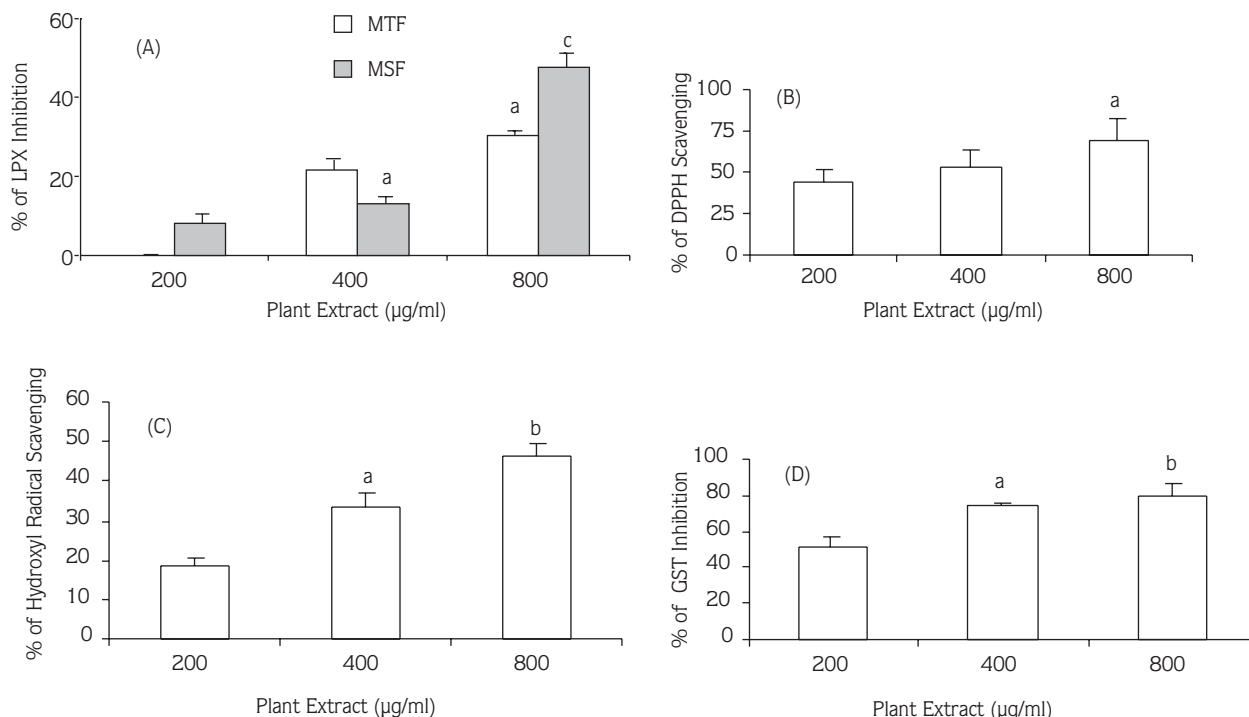 (A)
MTF
MSF
% of LPX Inhibition
60
40
20
0
a
a
c
200 400 800
Plant Extract (µg/ml)
(B)
% of DPPH Scavenging
100
75
50
25
0
a
200 400 800
Plant Extract (µg/ml)
(C)
% of Hydroxyl Radical Scavenging
60
50
40
30
20
10
0
a
b
200 400 800
Plant Extract (µg/ml)
(D)
% of GST Inhibition
100
80
60
40
20
0
a
b
200 400 800
Plant Extract (µg/ml)